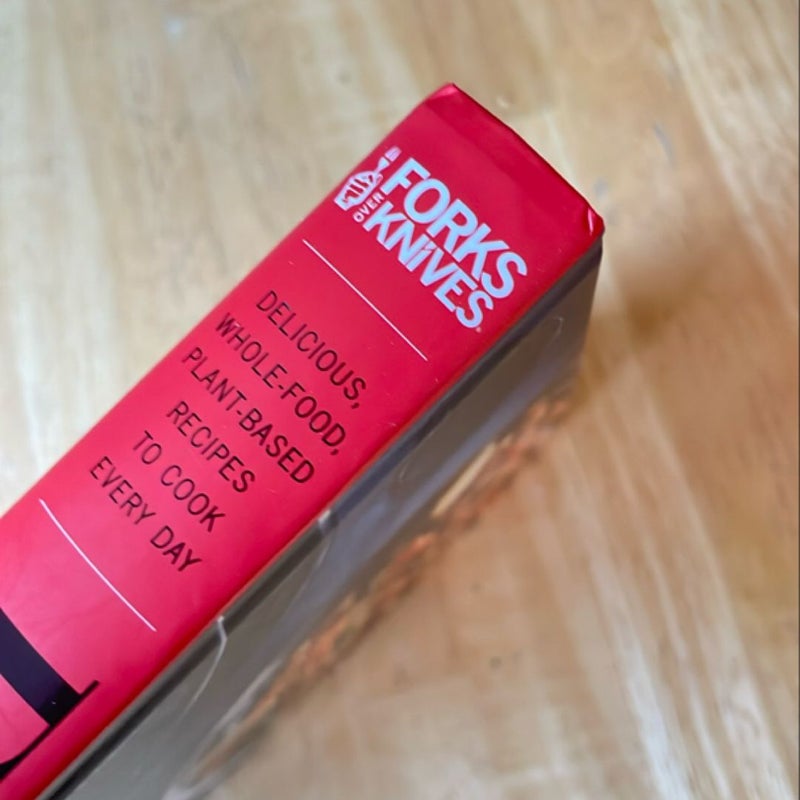 FORKS
OVER
KNIVES
DELICIOUS,
WHOLE-FOOD,
PLANT-BASED
RECIPES
TO COOK
EVERY DAY